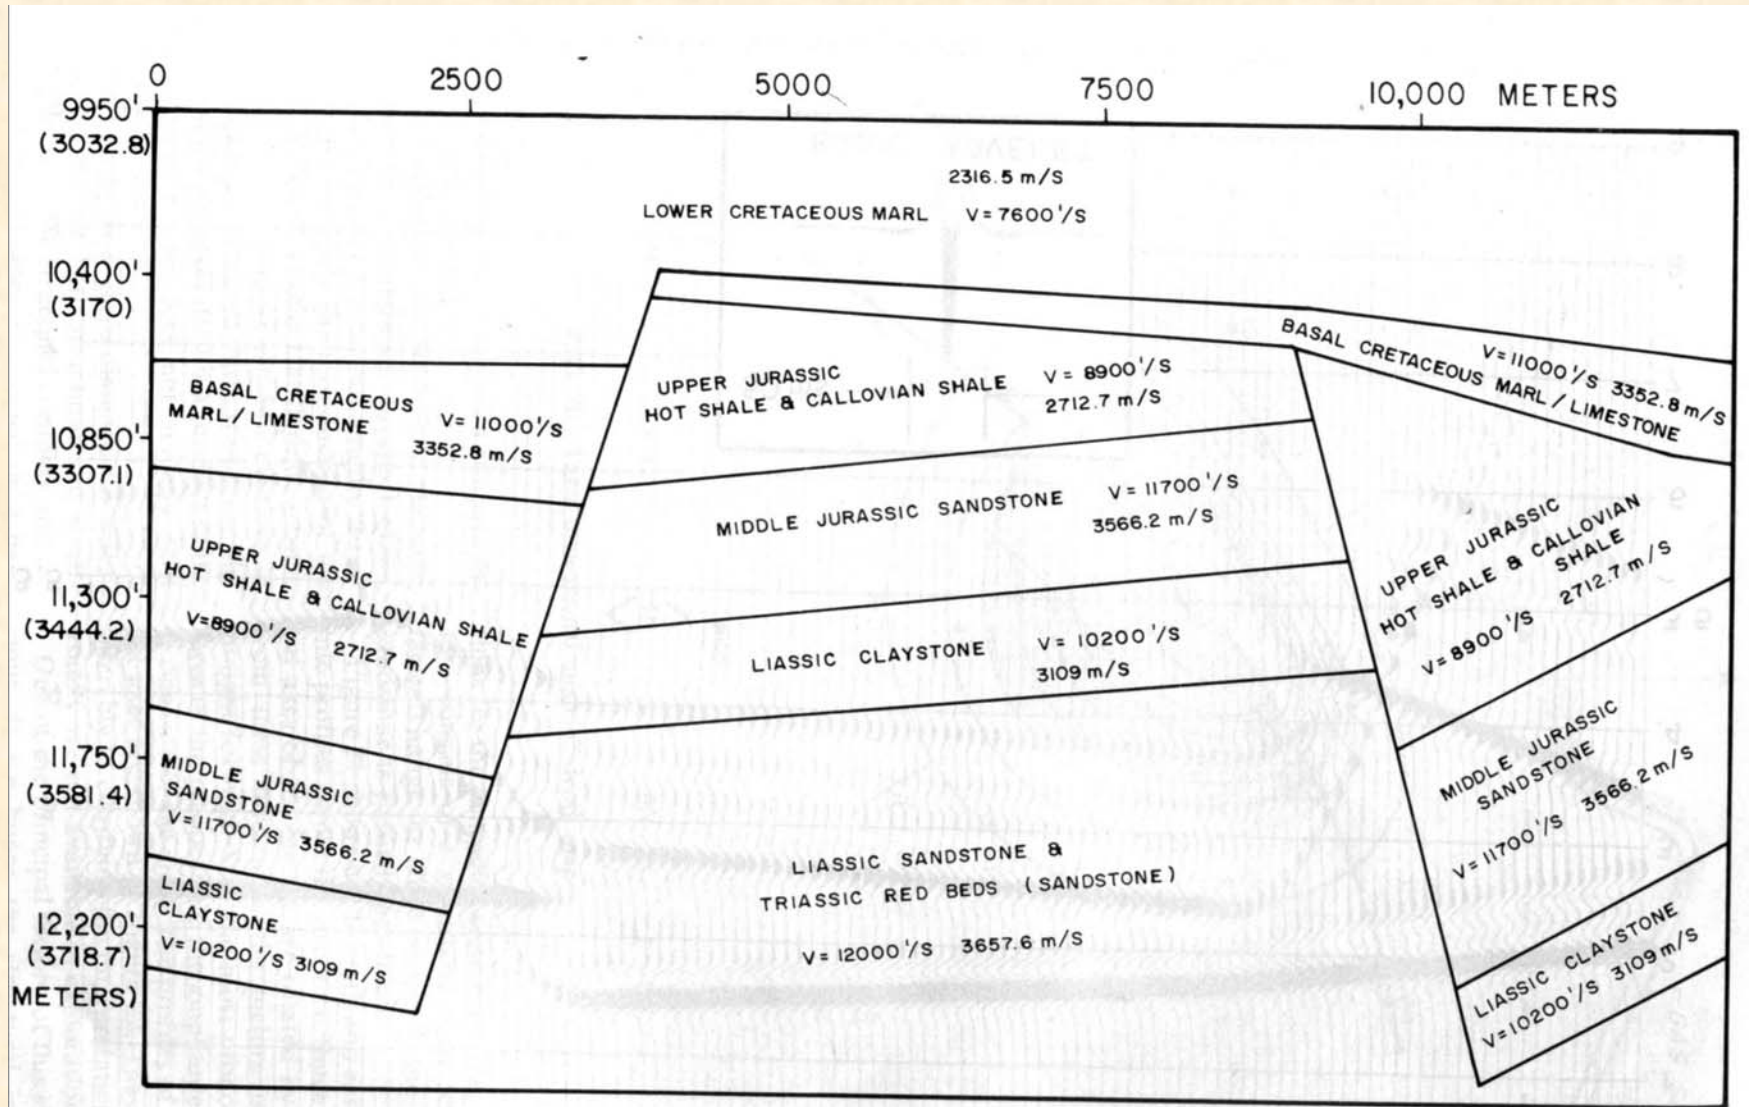 0 2500 5000 7500 10,000 METERS
9950'
(3032.8)
10,400'
(3170)
10,850'
(3307.1)
11,300'
(3444.2)
11,750'
(3581.4)
12,200'
(3718.7)
METERS)
2316.5 m/S
LOWER CRETACEOUS MARL V=7600'/S
BASAL CRETACEOUS
MARL/LIMESTONE V=11000'/S
3352.8 m/S
UPPER JURASSIC
HOT SHALE & CALLOVIAN SHALE
V=8900'/S 2712.7 m/S
MIDDLE JURASSIC
SANDSTONE
V=11700'/S 3566.2 m/S
LIASSIC
CLAYSTONE
V=10200'/S 3109 m/S
UPPER JURASSIC
HOT SHALE & CALLOVIAN SHALE V=8900'/S
2712.7 m/S
MIDDLE JURASSIC SANDSTONE V=11700'/S
3566.2 m/S
LIASSIC CLAYSTONE V=10200'/S
3109 m/S
LIASSIC SANDSTONE &
TRIASSIC RED BEDS (SANDSTONE)
V=12000'/S 3657.6 m/S
V=11000'/S 3352.8 m/S
BASAL CRETACEOUS MARL/LIMESTONE
UPPER JURASSIC
HOT SHALE & CALLOVIAN
SHALE
V=8900'/S 2712.7 m/S
MIDDLE JURASSIC
SANDSTONE
V=11700'/S 3566.2 m/S
LIASSIC CLAYSTONE
V=10200'/S 3109 m/S